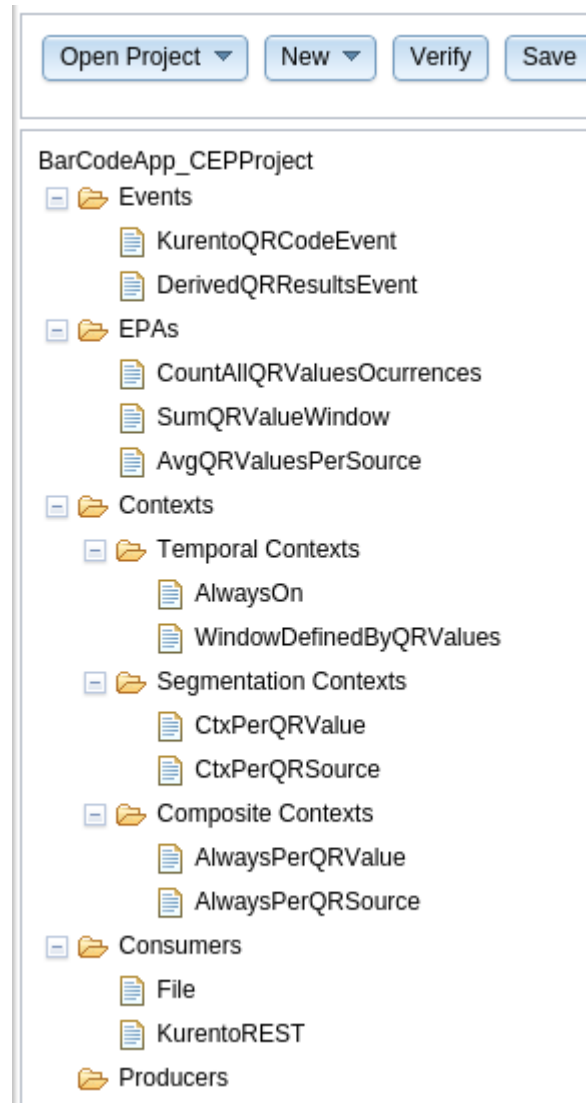 Open Project New Verify Save
BarCodeApp_CEPProject
Events
KurentoQRCodeEvent
DerivedQRResultsEvent
EPAs
CountAllQRValuesOcurrences
SumQRValueWindow
AvgQRValuesPerSource
Contexts
Temporal Contexts
AlwaysOn
WindowDefinedByQRValues
Segmentation Contexts
CtxPerQRValue
CtxPerQRSource
Composite Contexts
AlwaysPerQRValue
AlwaysPerQRSource
Consumers
File
KurentoREST
Producers